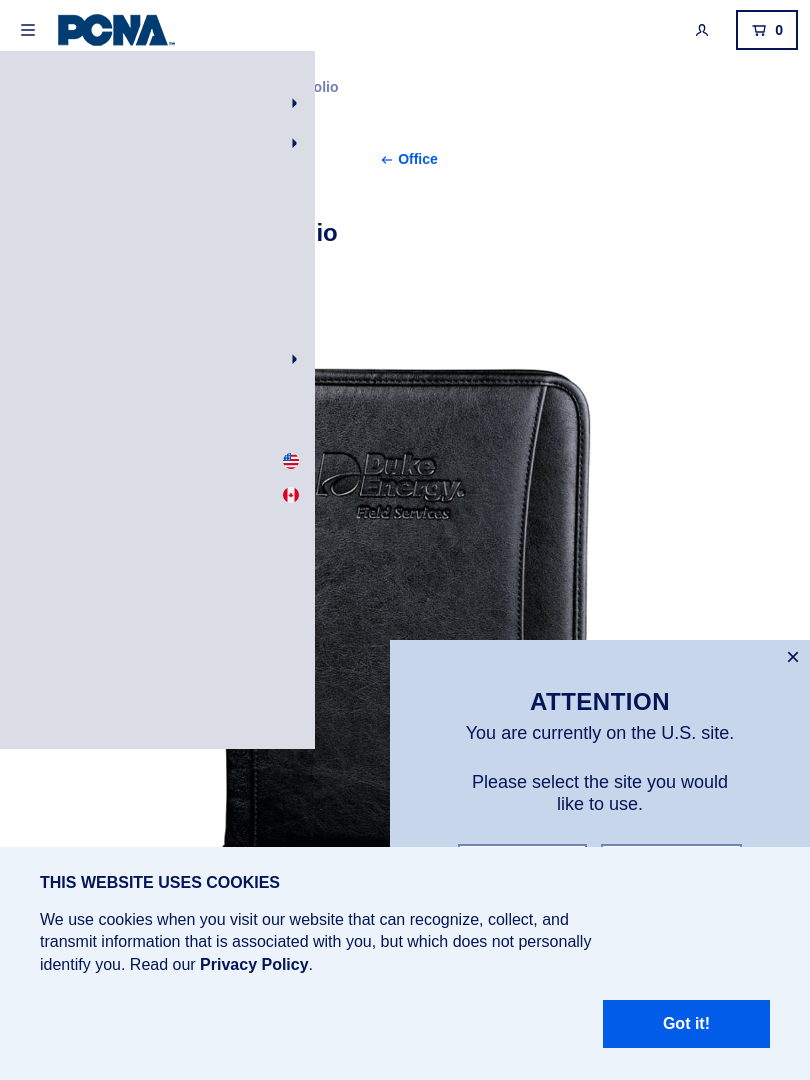 PCNA™
0
olio
← Office
io
Duke
Energy®
Field Services
×
ATTENTION
You are currently on the U.S. site.
Please select the site you would
like to use.
THIS WEBSITE USES COOKIES
We use cookies when you visit our website that can recognize, collect, and
transmit information that is associated with you, but which does not personally
identify you. Read our Privacy Policy.
Got it!